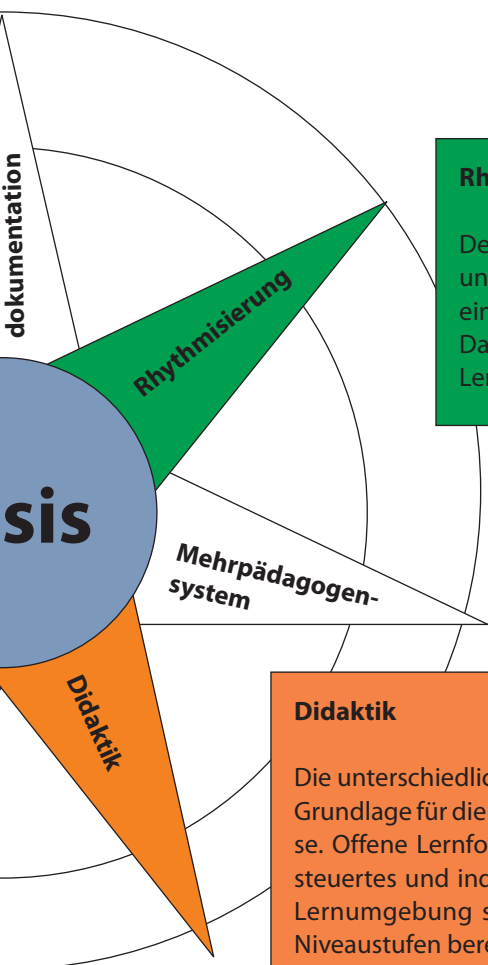 dokumentation
Rhythmisierung
sis
Mehrpädagogen-
system
Didaktik
Rh
De
un
ein
Da
Ler
Didaktik
Die unterschiedlic
Grundlage für die
se. Offene Lernfo
steuertes und ind
Lernumgebung s
Niveaustufen bere